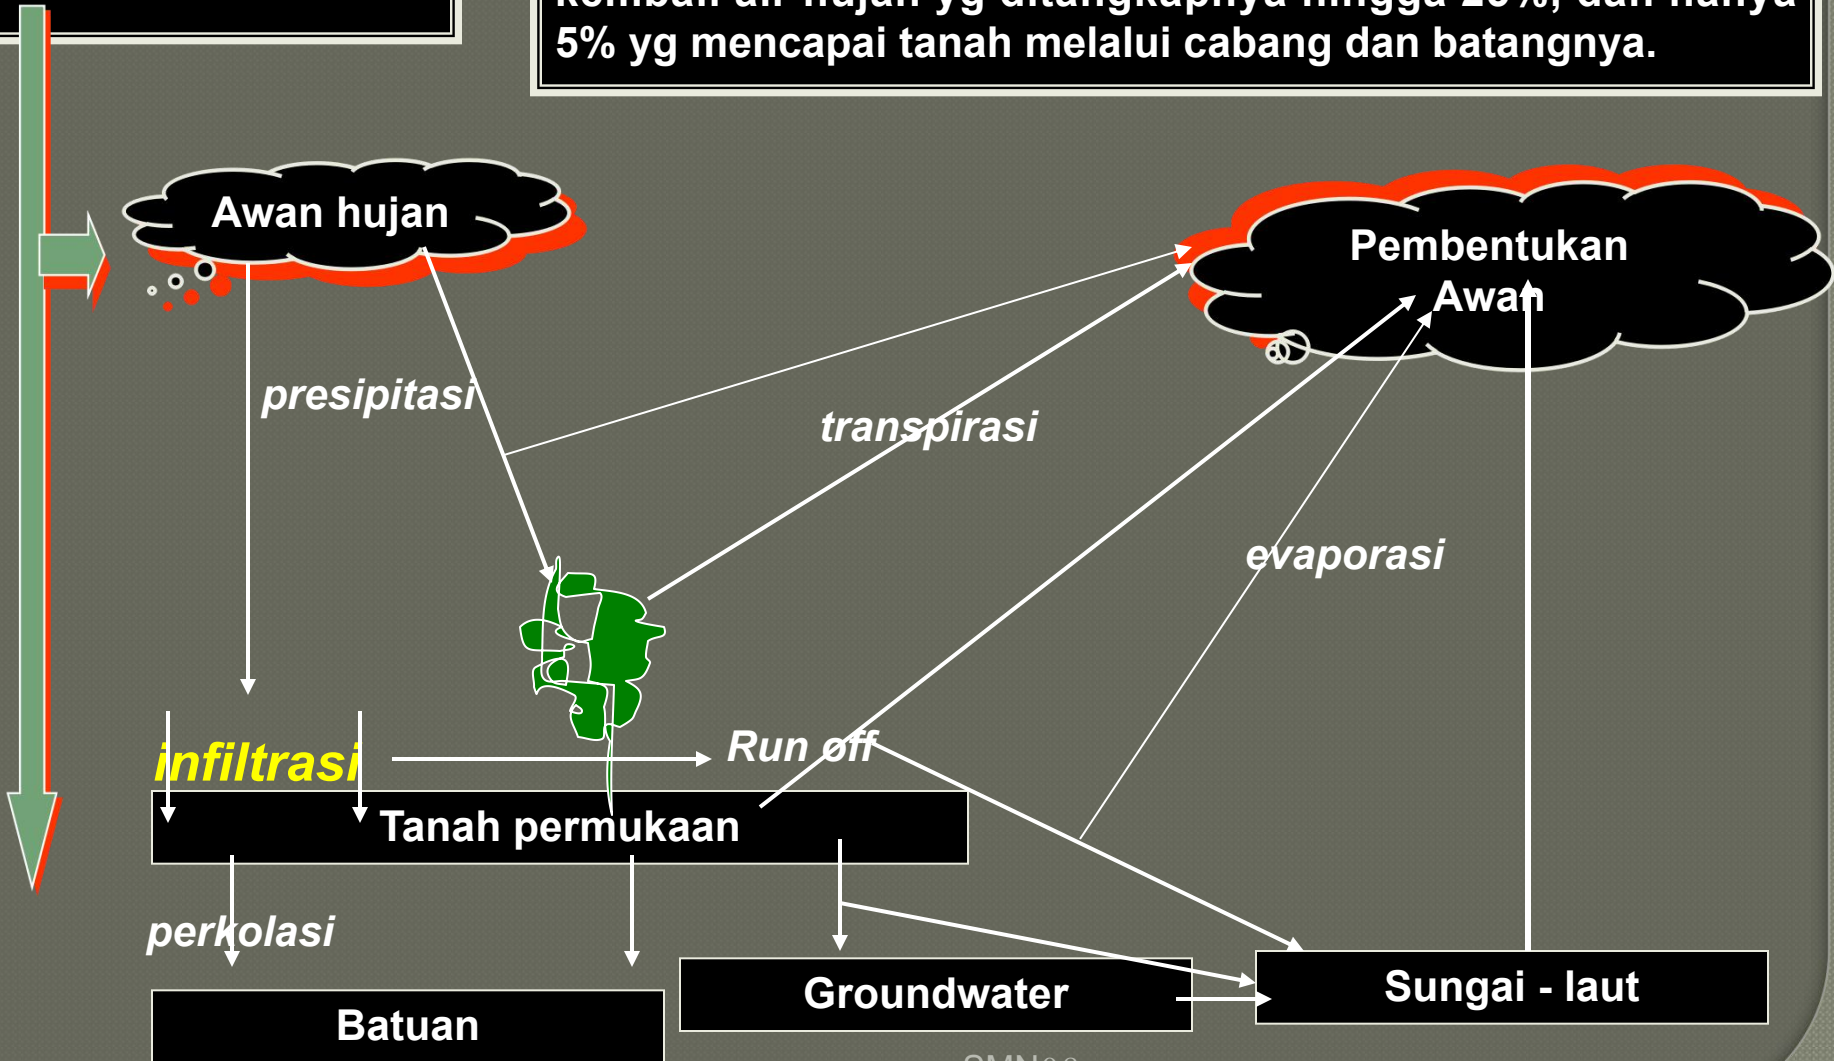 5% yg mencapai tanah melalui cabang dan batangnya.
Awan hujan
Pembentukan
Awan
presipitasi
transpirasi
evaporasi
infiltrasi
Run off
Tanah permukaan
perkolasi
Groundwater
Sungai - laut
Batuan